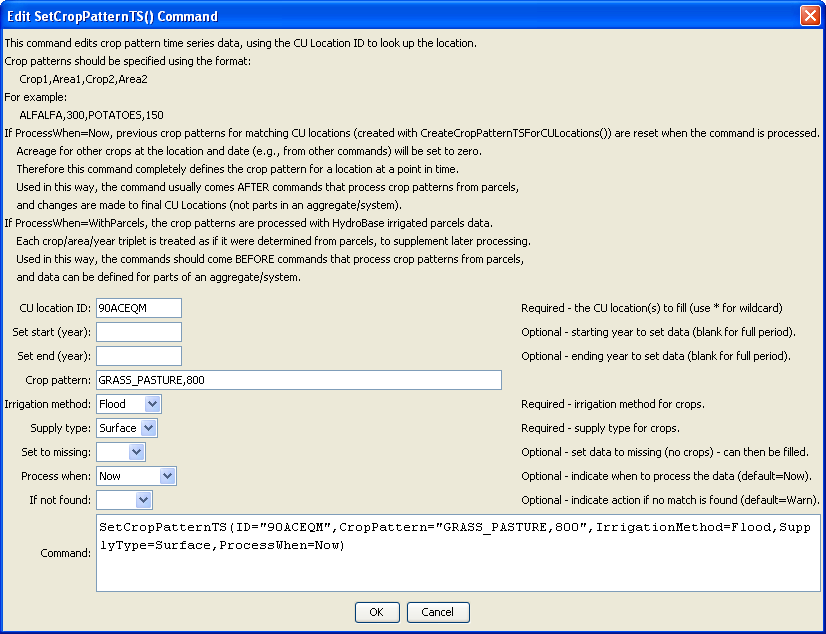 Edit SetCropPatternTS() Command
This command edits crop pattern time series data, using the CU Location ID to look up the location.
Crop patterns should be specified using the format:
Crop1,Area1,Crop2,Area2
For example:
ALFALFA,300,POTATOES,150
If ProcessWhen=Now, previous crop patterns for matching CU locations (created with CreateCropPatternTSForCULocations()) are reset when the command is processed.
Acreage for other crops at the location and date (e.g., from other commands) will be set to zero.
Therefore this command completely defines the crop pattern for a location at a point in time.
Used in this way, the command usually comes AFTER commands that process crop patterns from parcels,
and changes are made to final CU Locations (not parts in an aggregate/system).
If ProcessWhen=WithParcels, the crop patterns are processed with HydroBase irrigated parcels data.
Each crop/area/year triplet is treated as if it were determined from parcels, to supplement later processing.
Used in this way, the commands should come BEFORE commands that process crop patterns from parcels,
and data can be defined for parts of an aggregate/system.
CU location ID: 90ACEQM Required - the CU location(s) to fill (use * for wildcard)
Set start (year): Optional - starting year to set data (blank for full period).
Set end (year): Optional - ending year to set data (blank for full period).
Crop pattern: GRASS_PASTURE,800
Irrigation method: Flood Required - irrigation method for crops.
Supply type: Surface Required - supply type for crops.
Set to missing: Optional - set data to missing (no crops) - can then be filled.
Process when: Now Optional - indicate when to process the data (default=Now).
If not found: Optional - indicate action if no match is found (default=Warn).
Command: SetCropPatternTS(ID="90ACEQM",CropPattern="GRASS_PASTURE,800",IrrigationMethod=Flood,Supp
lyType=Surface,ProcessWhen=Now)
OK Cancel